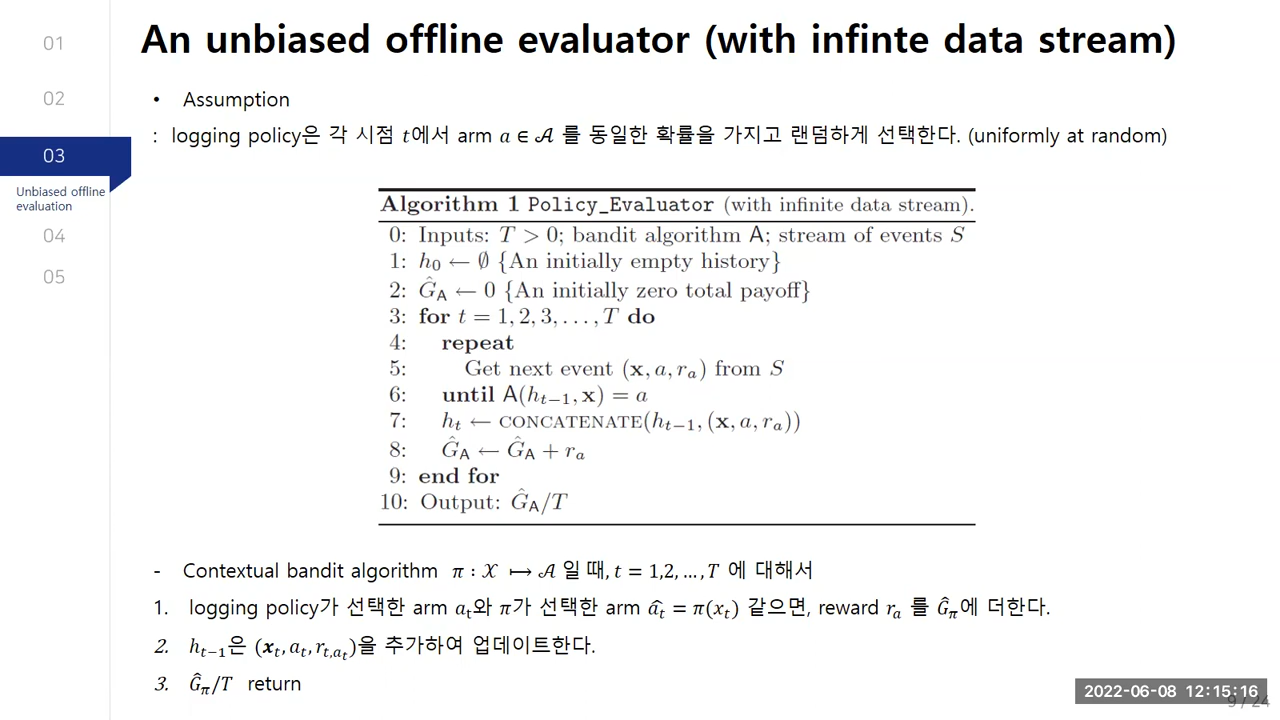 An unbiased offline evaluator (with infinte data stream)
01
02
03
Unbiased offline
evaluation
04
05
• Assumption
: logging policy은 각 시점 𝑡에서 arm 𝑎 ∈ 𝒜 를 동일한 확률을 가지고 랜덤하게 선택한다. (uniformly at random)
Algorithm 1 Policy_Evaluator (with infinite data stream).
0: Inputs: T > 0; bandit algorithm A; stream of events S
1: h₀ ← ∅ {An initially empty history}
2: Ĝ_A ← 0 {An initially zero total payoff}
3: for t = 1, 2, 3, . . . , T do
4: repeat
5: Get next event (x, a, r_a) from S
6: until A(h_{t−1}, x) = a
7: h_t ← CONCATENATE(h_{t−1}, (x, a, r_a))
8: Ĝ_A ← Ĝ_A + r_a
9: end for
10: Output: Ĝ_A/T
- Contextual bandit algorithm 𝜋 : 𝒳 ↦ 𝒜 일 때, 𝑡 = 1,2, … , 𝑇 에 대해서
1. logging policy가 선택한 arm a_t와 𝜋가 선택한 arm â_t = 𝜋(x_t) 같으면, reward r_a 를 Ĝ_𝜋에 더한다.
2. h_{t−1}은 (x_t, a_t, r_{t,a_t})을 추가하여 업데이트한다.
3. Ĝ_𝜋/T return
2022-06-08 12:15:16
9 / 24